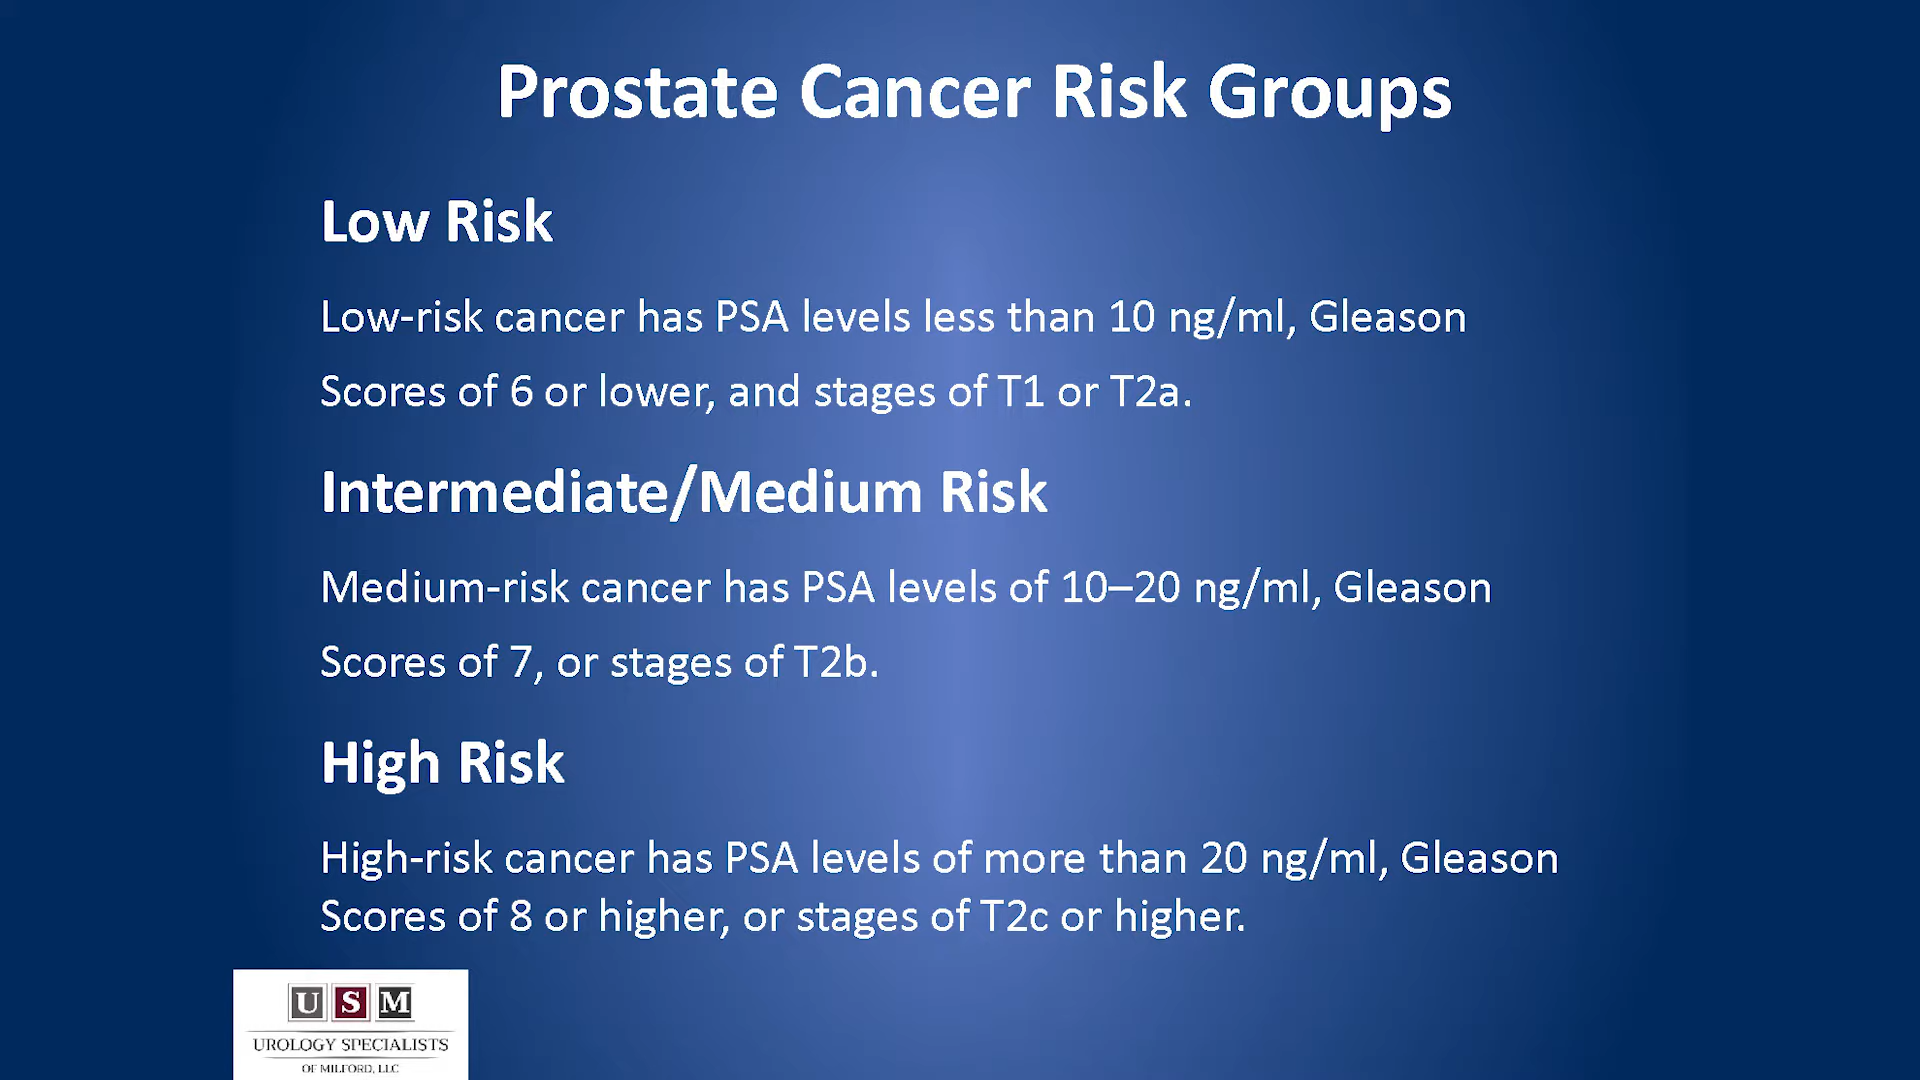 Prostate Cancer Risk Groups
Low Risk
Low-risk cancer has PSA levels less than 10 ng/ml, Gleason
Scores of 6 or lower, and stages of T1 or T2a.
Intermediate/Medium Risk
Medium-risk cancer has PSA levels of 10–20 ng/ml, Gleason
Scores of 7, or stages of T2b.
High Risk
High-risk cancer has PSA levels of more than 20 ng/ml, Gleason
Scores of 8 or higher, or stages of T2c or higher.
USM
UROLOGY SPECIALISTS
OF MILFORD, LLC